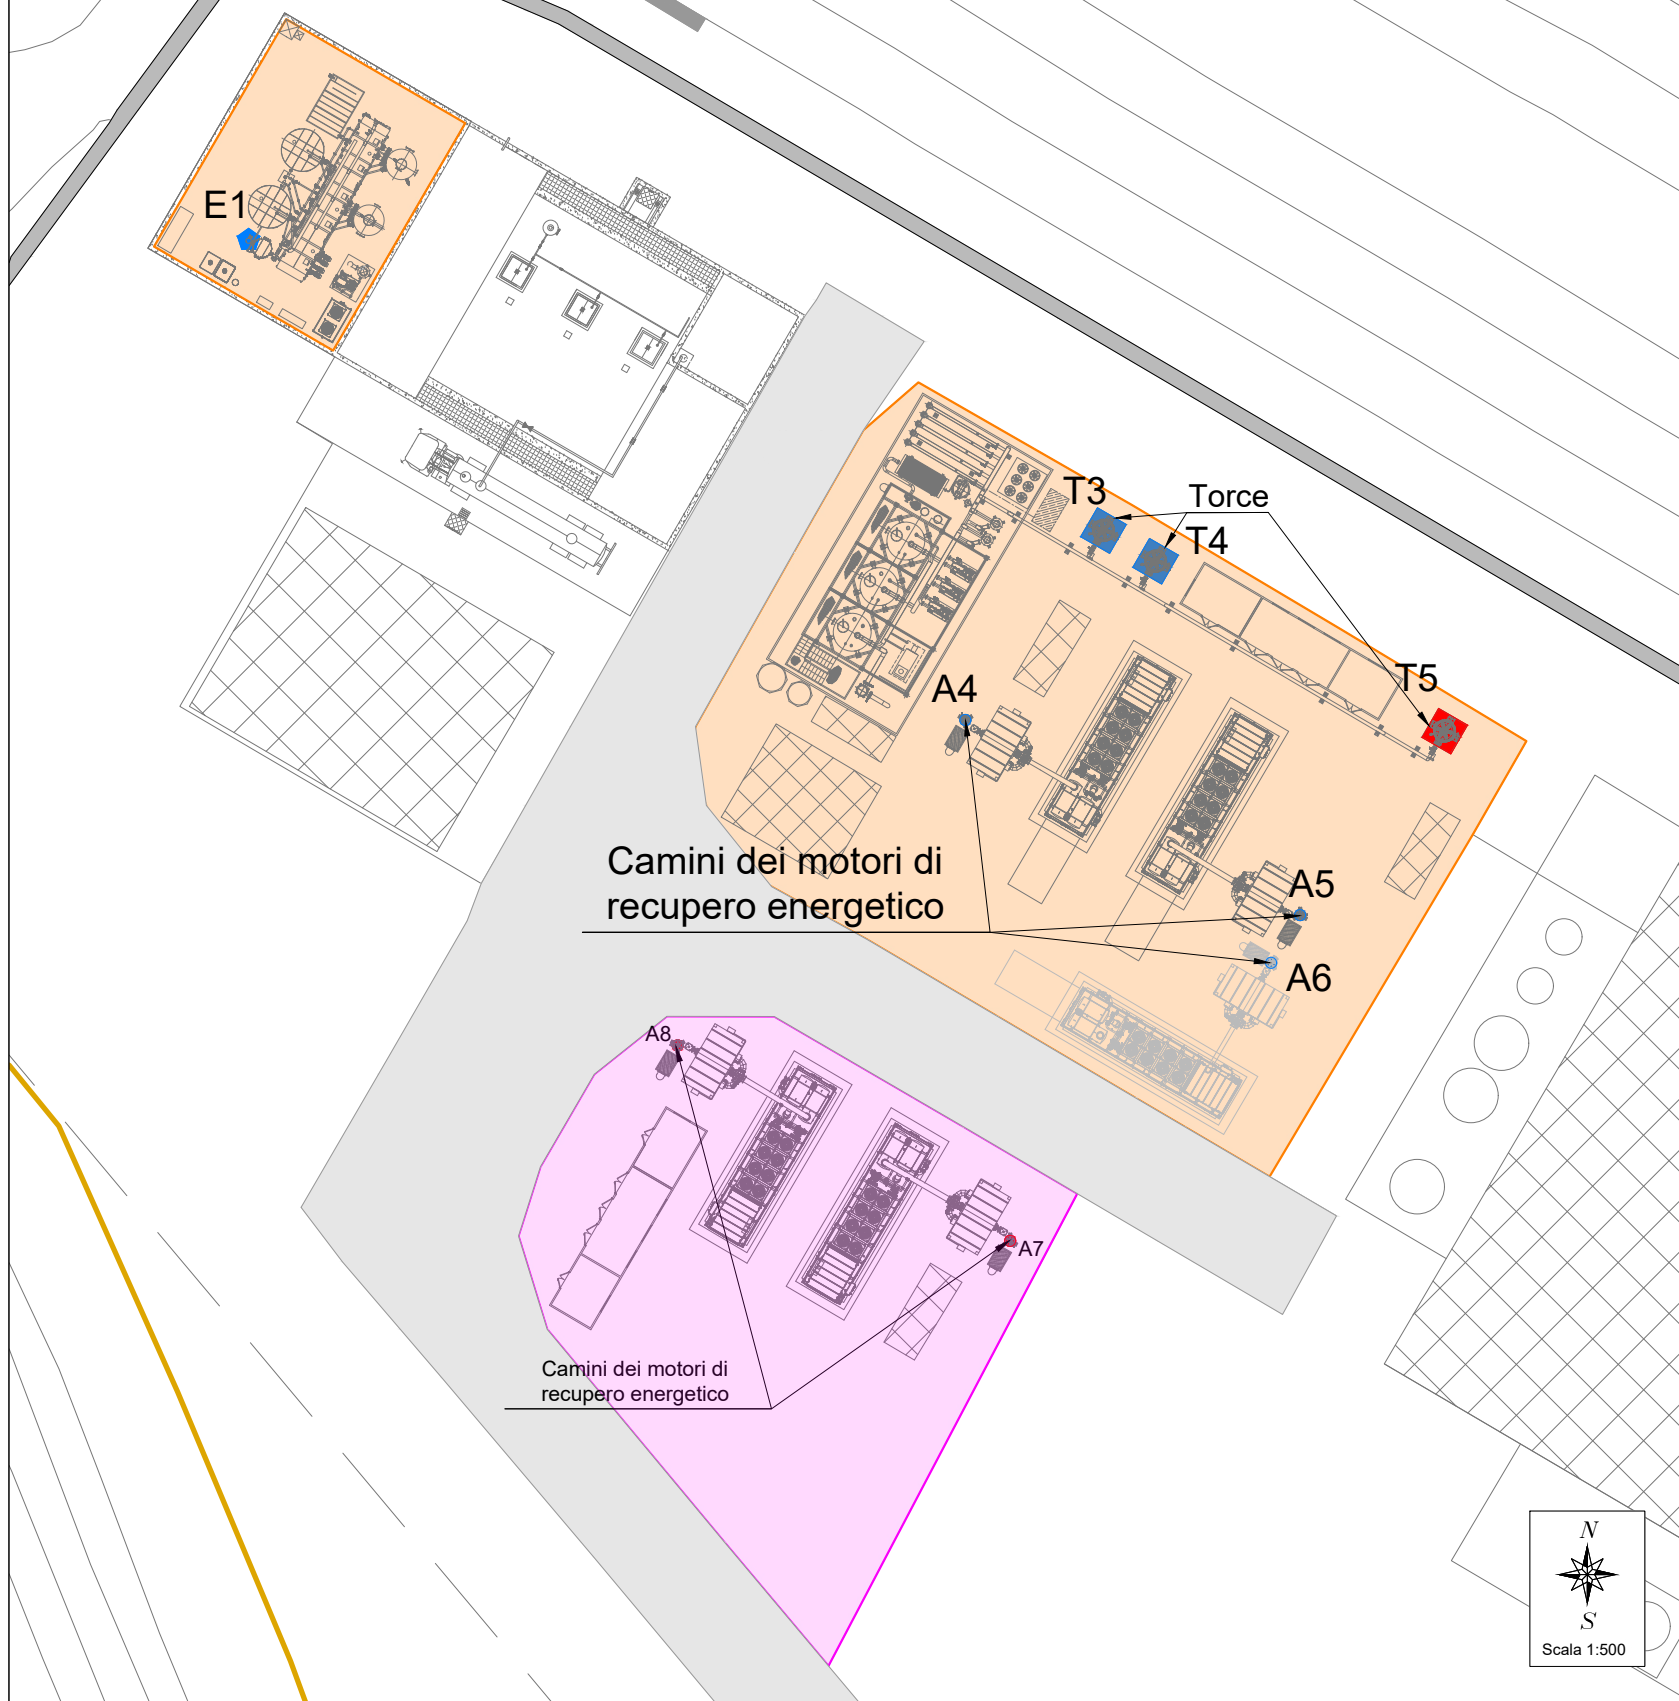 E1
T3
Torce
T4
T5
A4
Camini dei motori di
recupero energetico
A5
A6
A8
A7
Camini dei motori di
recupero energetico
N
S
Scala 1:500